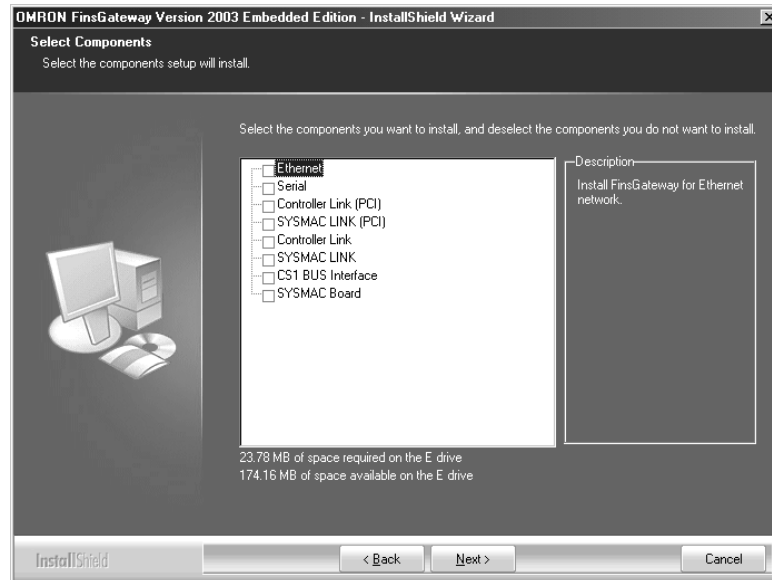 OMRON FinsGateway Version 2003 Embedded Edition - InstallShield Wizard
Select Components
Select the components setup will install.
Select the components you want to install, and deselect the components you do not want to install.
Ethernet
Serial
Controller Link (PCI)
SYSMAC LINK (PCI)
Controller Link
SYSMAC LINK
CS1 BUS Interface
SYSMAC Board
Description
Install FinsGateway for Ethernet
network.
23.78 MB of space required on the E drive
174.16 MB of space available on the E drive
InstallShield
< Back
Next >
Cancel